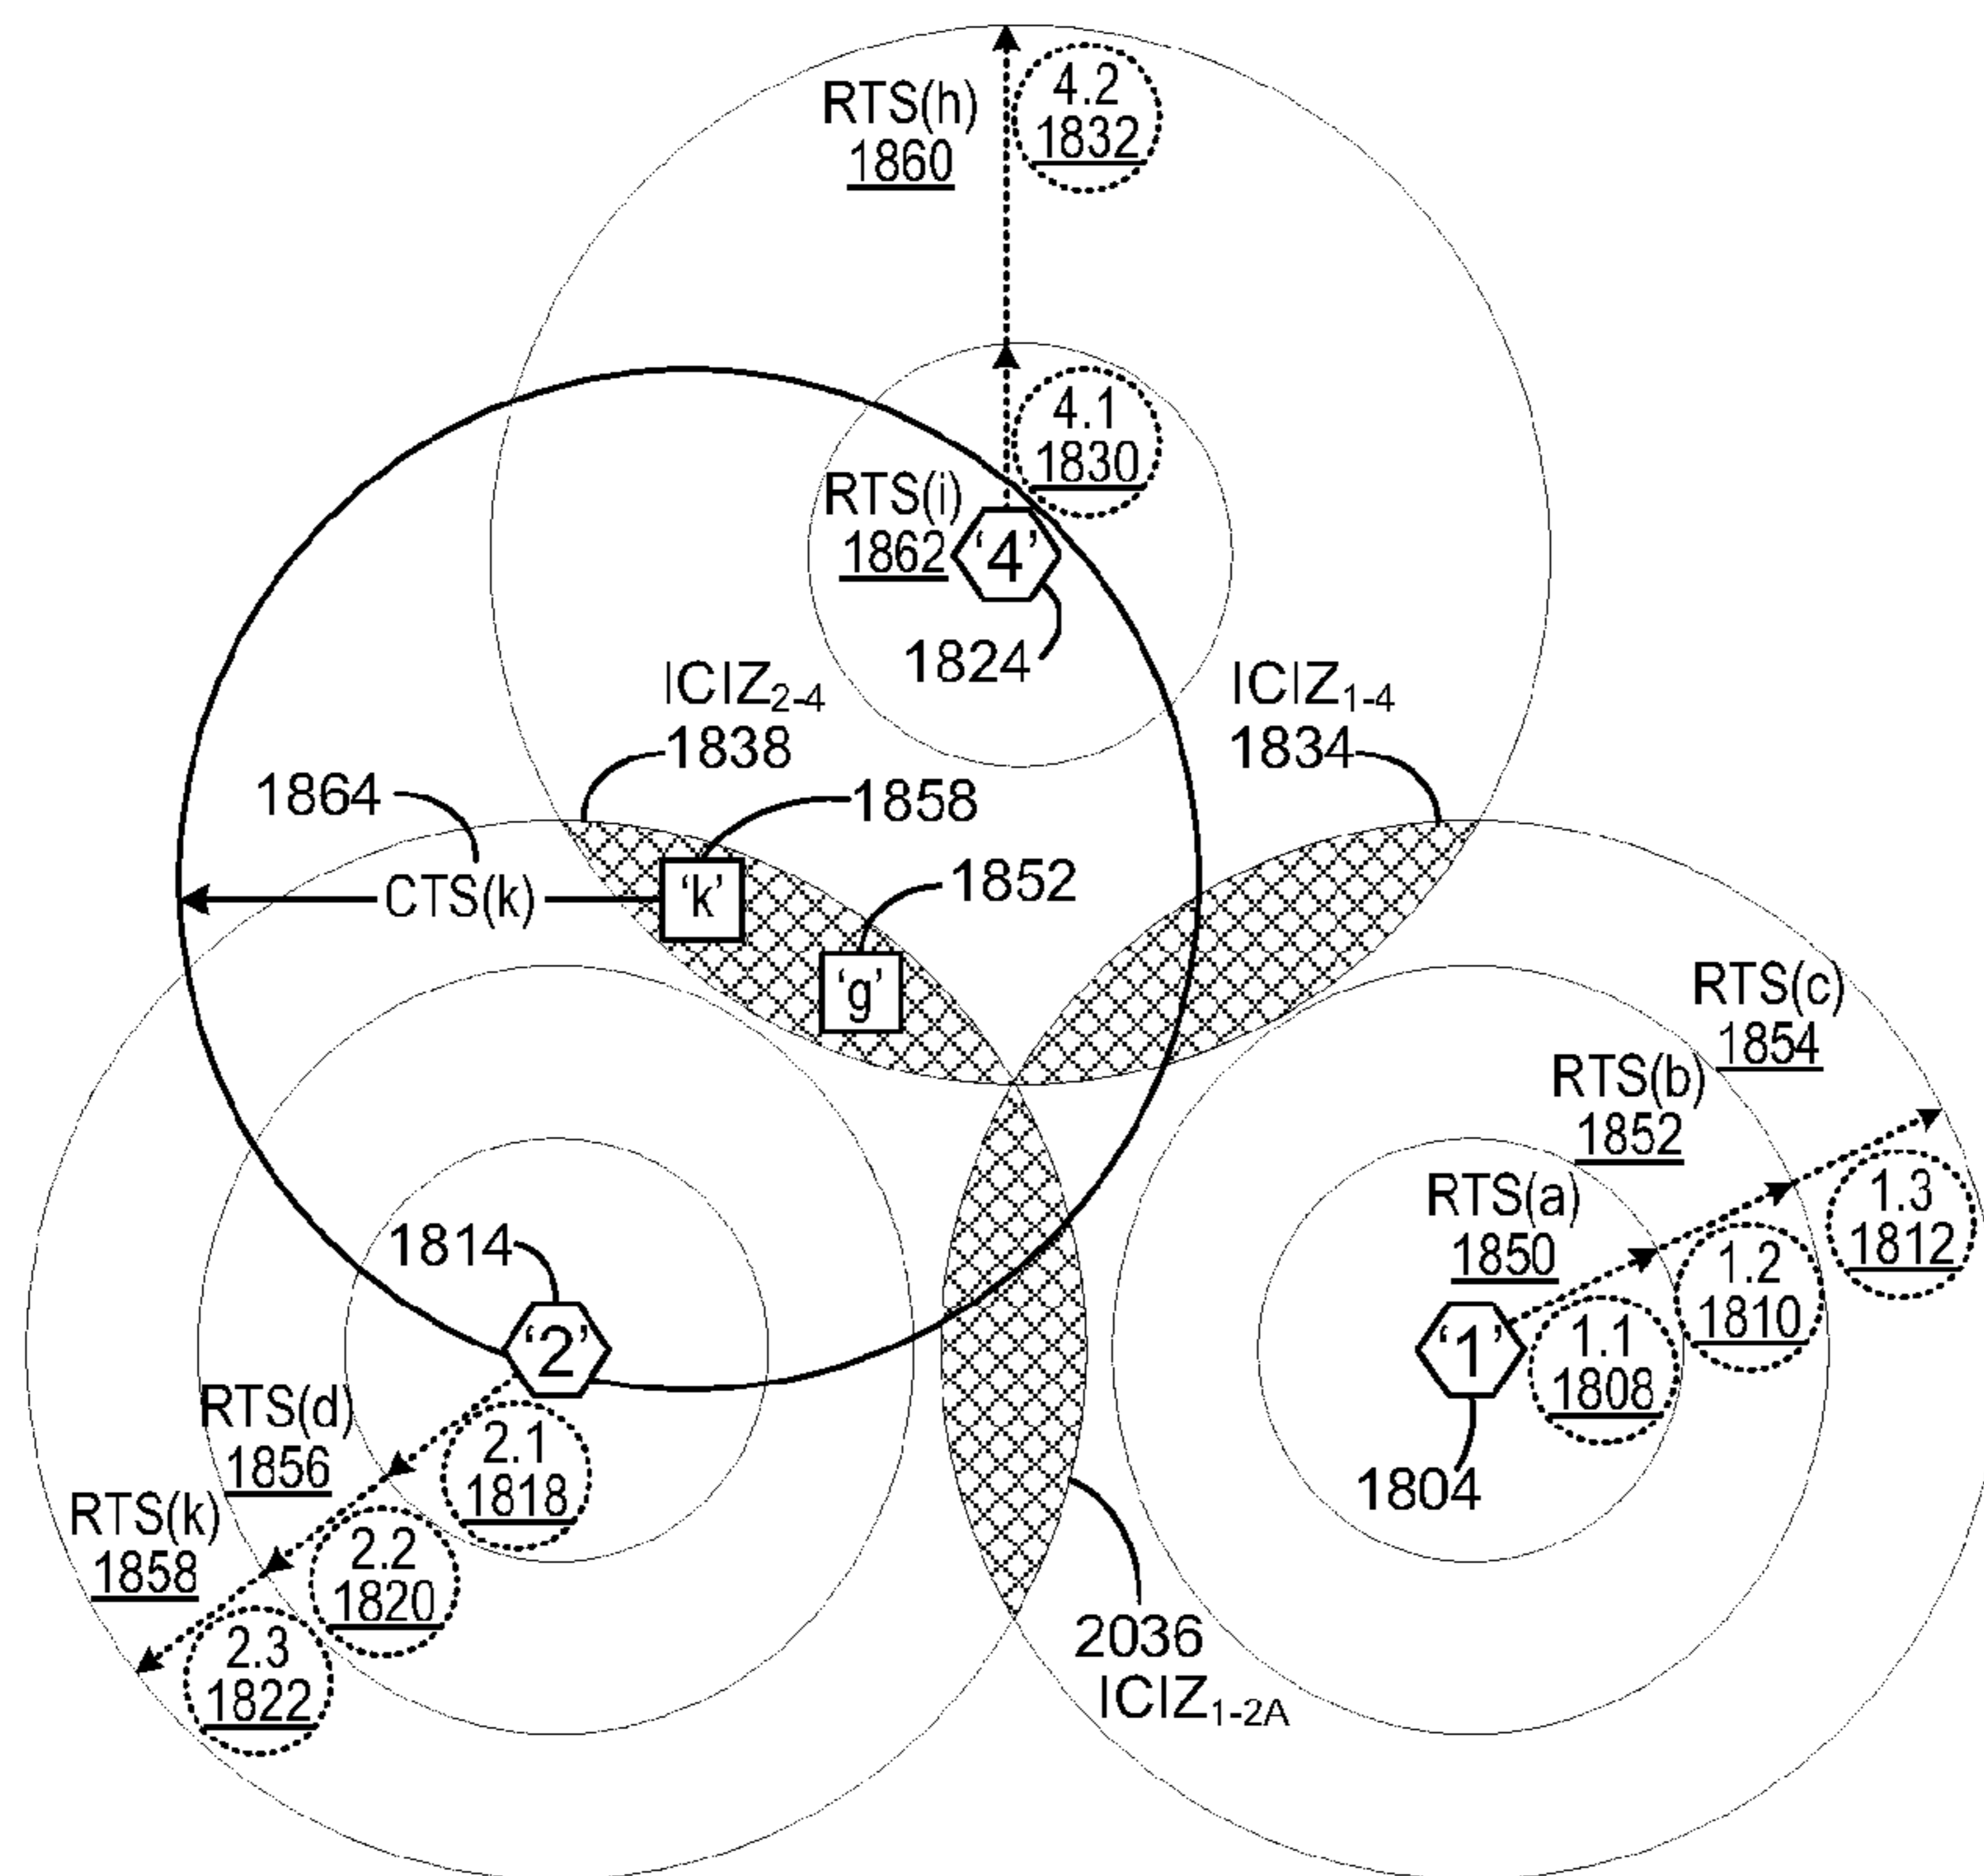 RTS(h)
1860
4.2
1832
4.1
1830
RTS(i)
1862
‘4’
1824
ICIZ2-4
1838
ICIZ1-4
1834
1864
1858
CTS(k)
‘k’
1852
‘g’
RTS(c)
1854
RTS(b)
1852
RTS(a)
1850
1.3
1812
1.2
1810
1.1
1808
‘1’
1804
1814
‘2’
RTS(d)
1856
2.1
1818
RTS(k)
1858
2.2
1820
2.3
1822
2036
ICIZ1-2A